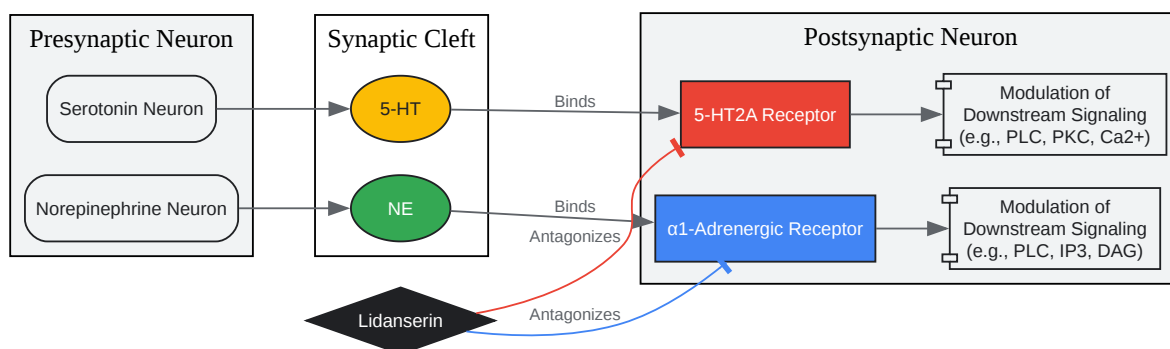 Presynaptic Neuron
Synaptic Cleft
Postsynaptic Neuron
Serotonin Neuron
5-HT
Binds
5-HT2A Receptor
Modulation of
Downstream Signaling
(e.g., PLC, PKC, Ca2+)
Norepinephrine Neuron
NE
Binds
Antagonizes
α1-Adrenergic Receptor
Modulation of
Downstream Signaling
(e.g., PLC, IP3, DAG)
Lidanserin
Antagonizes